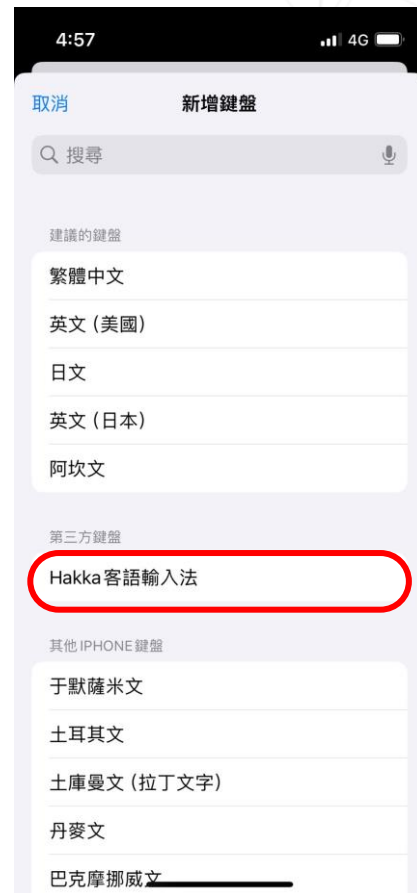 4:57 4G
取消 新增鍵盤
搜尋
建議的鍵盤
繁體中文
英文 (美國)
日文
英文 (日本)
阿坎文
第三方鍵盤
Hakka客語輸入法
其他 IPHONE 鍵盤
于默薩米文
土耳其文
土庫曼文 (拉丁文字)
丹麥文
巴克摩挪威文